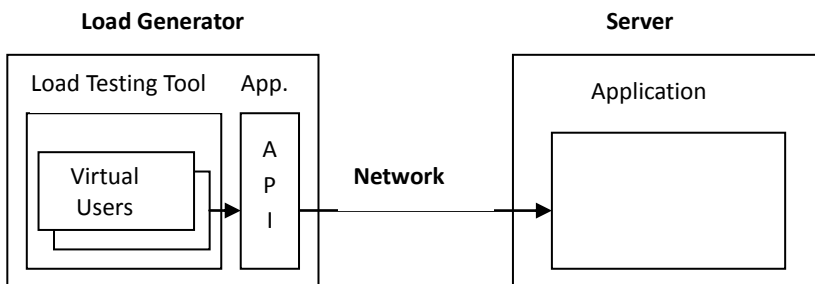 Load Generator
Server
Load Testing Tool
App.
Application
Virtual
Users
A
P
I
Network